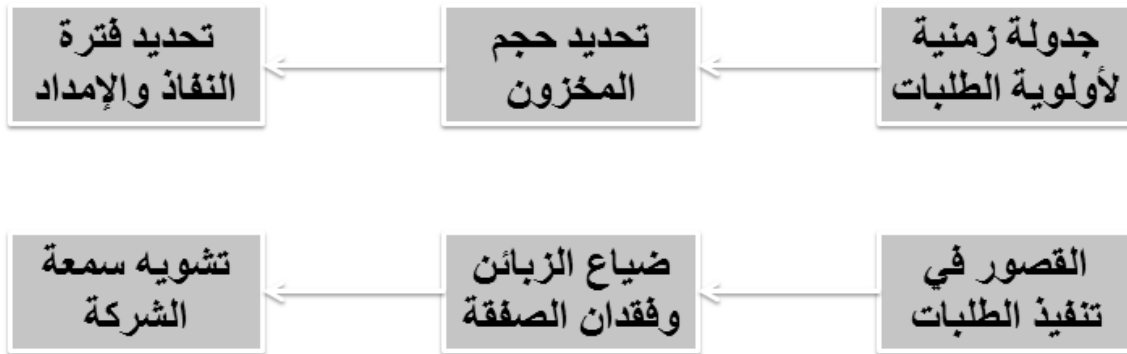 جدولة زمنية
لأولوية الطلبات
تحديد حجم
المخزون
تحديد فترة
النفاذ والإمداد
القصور في
تنفيذ الطلبات
ضياع الزبائن
وفقدان الصفقة
تشويه سمعة
الشركة